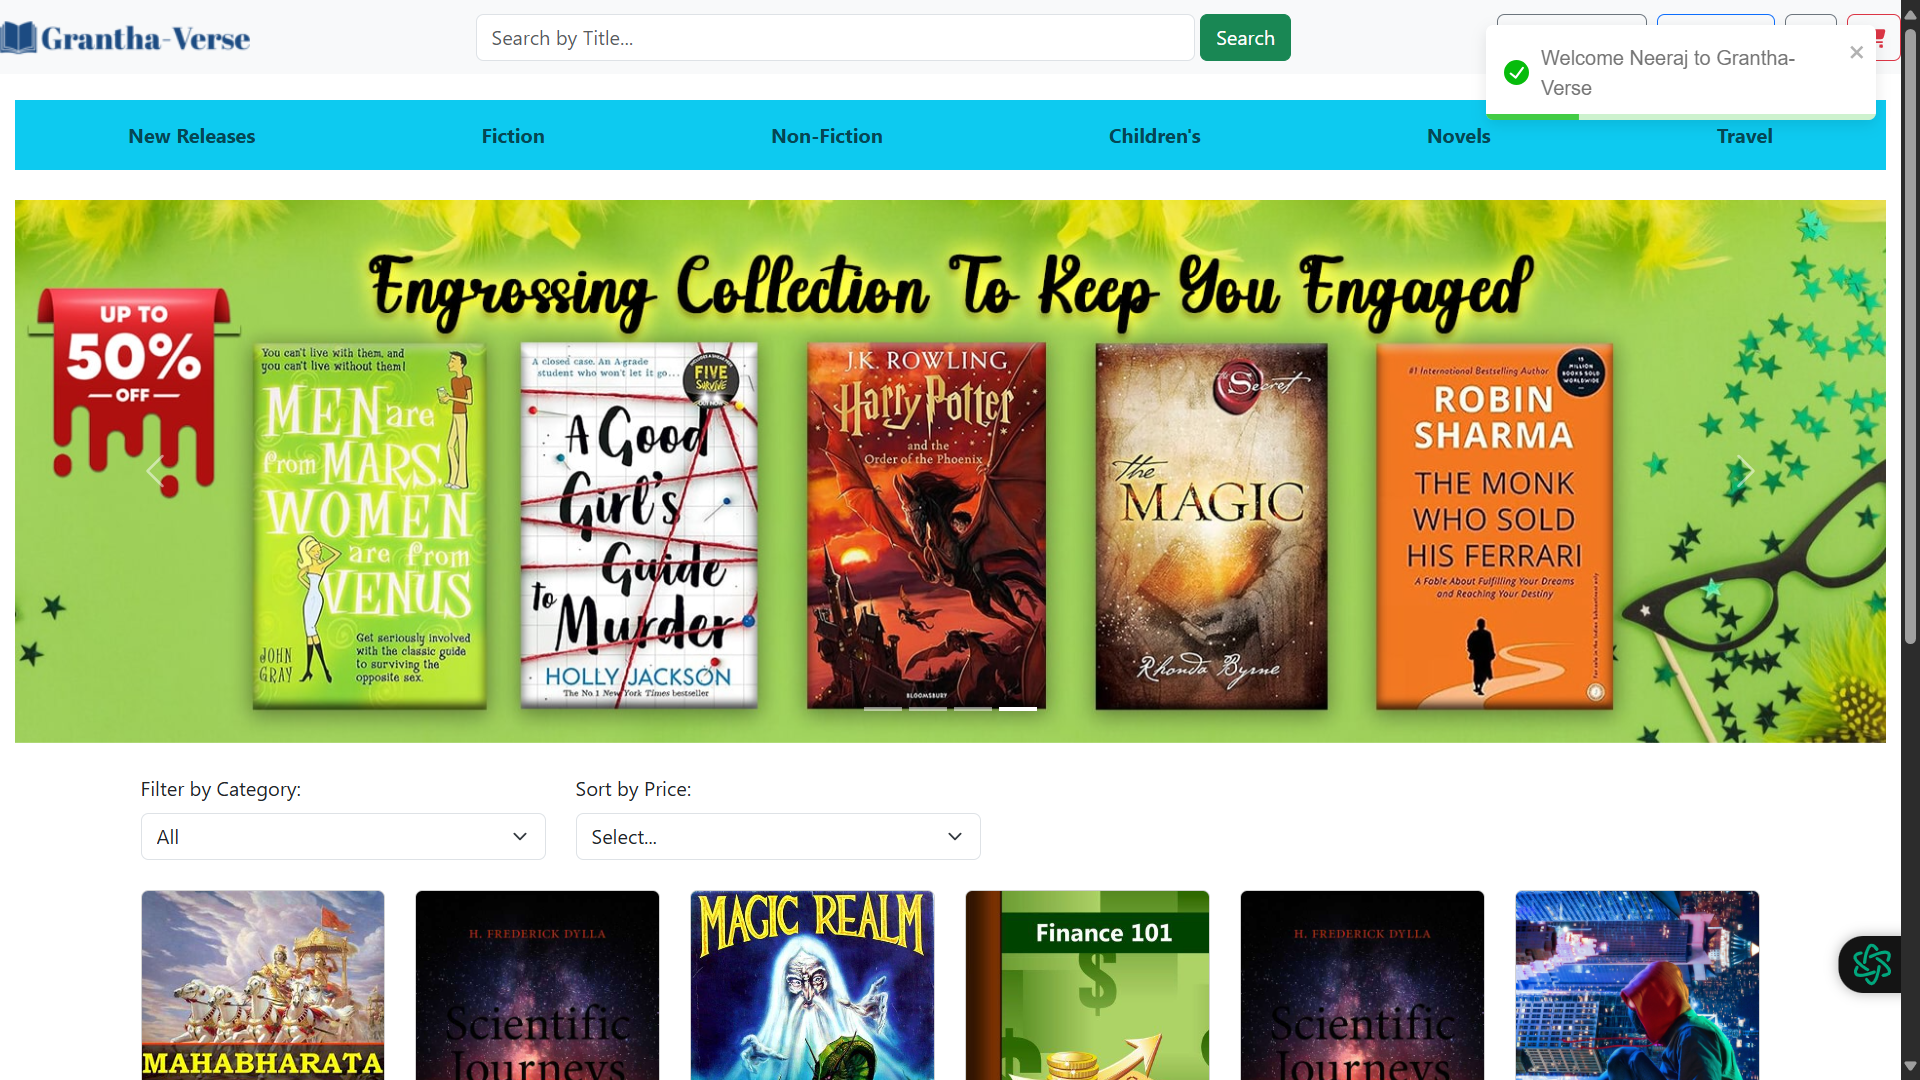 Grantha-Verse
Search by Title...
Search
Welcome Neeraj to Grantha-
Verse
New Releases
Fiction
Non-Fiction
Children's
Novels
Travel
Engrossing Collection To Keep You Engaged
UP TO
50%
OFF
You can't live with them, and
you can't live without them!
MEN are
from MARS,
WOMEN
are from
VENUS
Get seriously involved
with the classic guide
to surviving the
opposite sex.
JOHN
GRAY
A closed case. An A-grade
student who won't let it go...
FIVE
SURVIVE
A Good
Girl's
Guide
to
Murder
HOLLY JACKSON
The No.1 New York Times bestseller
J.K. ROWLING
Harry Potter
and the
Order of the Phoenix
BLOOMSBURY
The Secret
the
MAGIC
Rhonda Byrne
#1 International Bestselling Author
15
MILLION
BOOKS SOLD
WORLDWIDE
ROBIN
SHARMA
THE MONK
WHO SOLD
HIS FERRARI
A Fable About Fulfilling Your Dreams
and Reaching Your Destiny
Filter by Category:
All
Sort by Price:
Select...
MAHABHARATA
H. FREDERICK DYLLA
Scientific
Journeys
MAGIC REALM
Finance 101
H. FREDERICK DYLLA
Scientific
Journeys